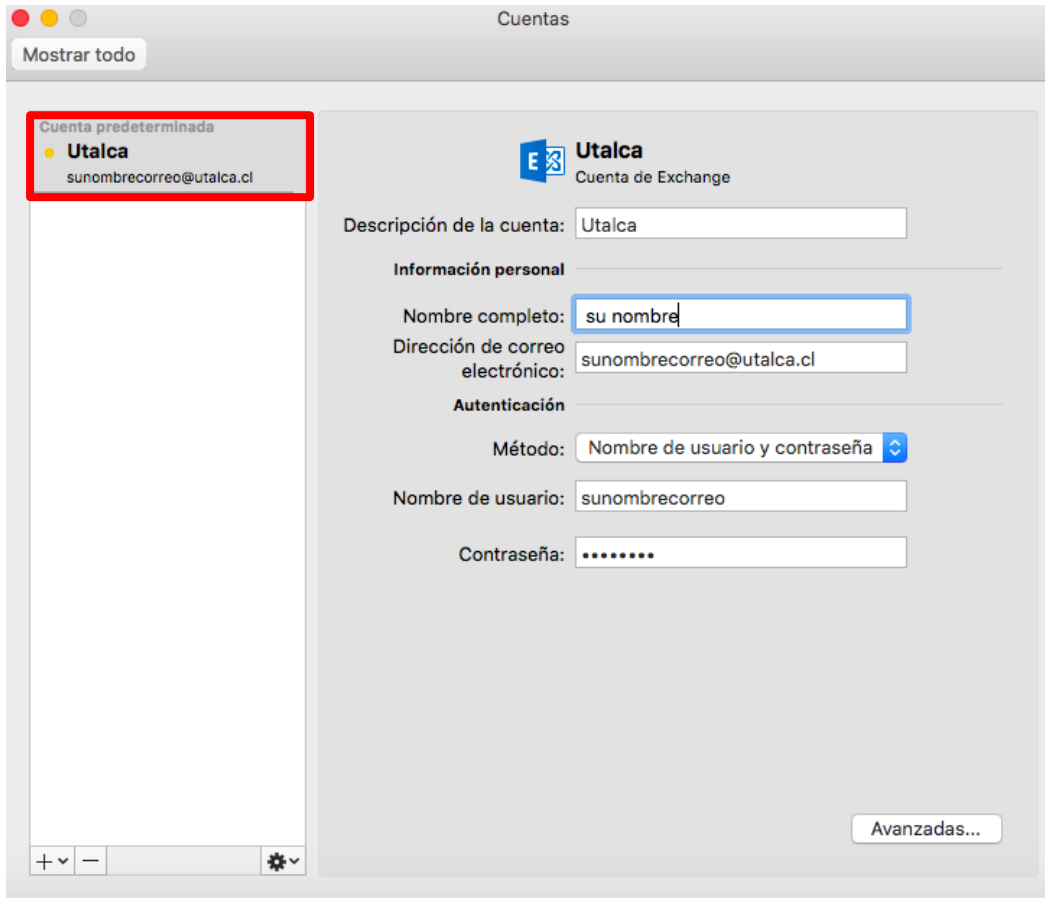 Cuentas
Mostrar todo
Cuenta predeterminada
Utalca
sunombrecorreo@utalca.cl
Utalca
Cuenta de Exchange
Descripción de la cuenta: Utalca
Información personal
Nombre completo: su nombre
Dirección de correo
electrónico: sunombrecorreo@utalca.cl
Autenticación
Método: Nombre de usuario y contraseña
Nombre de usuario: sunombrecorreo
Contraseña: ••••••••
Avanzadas...